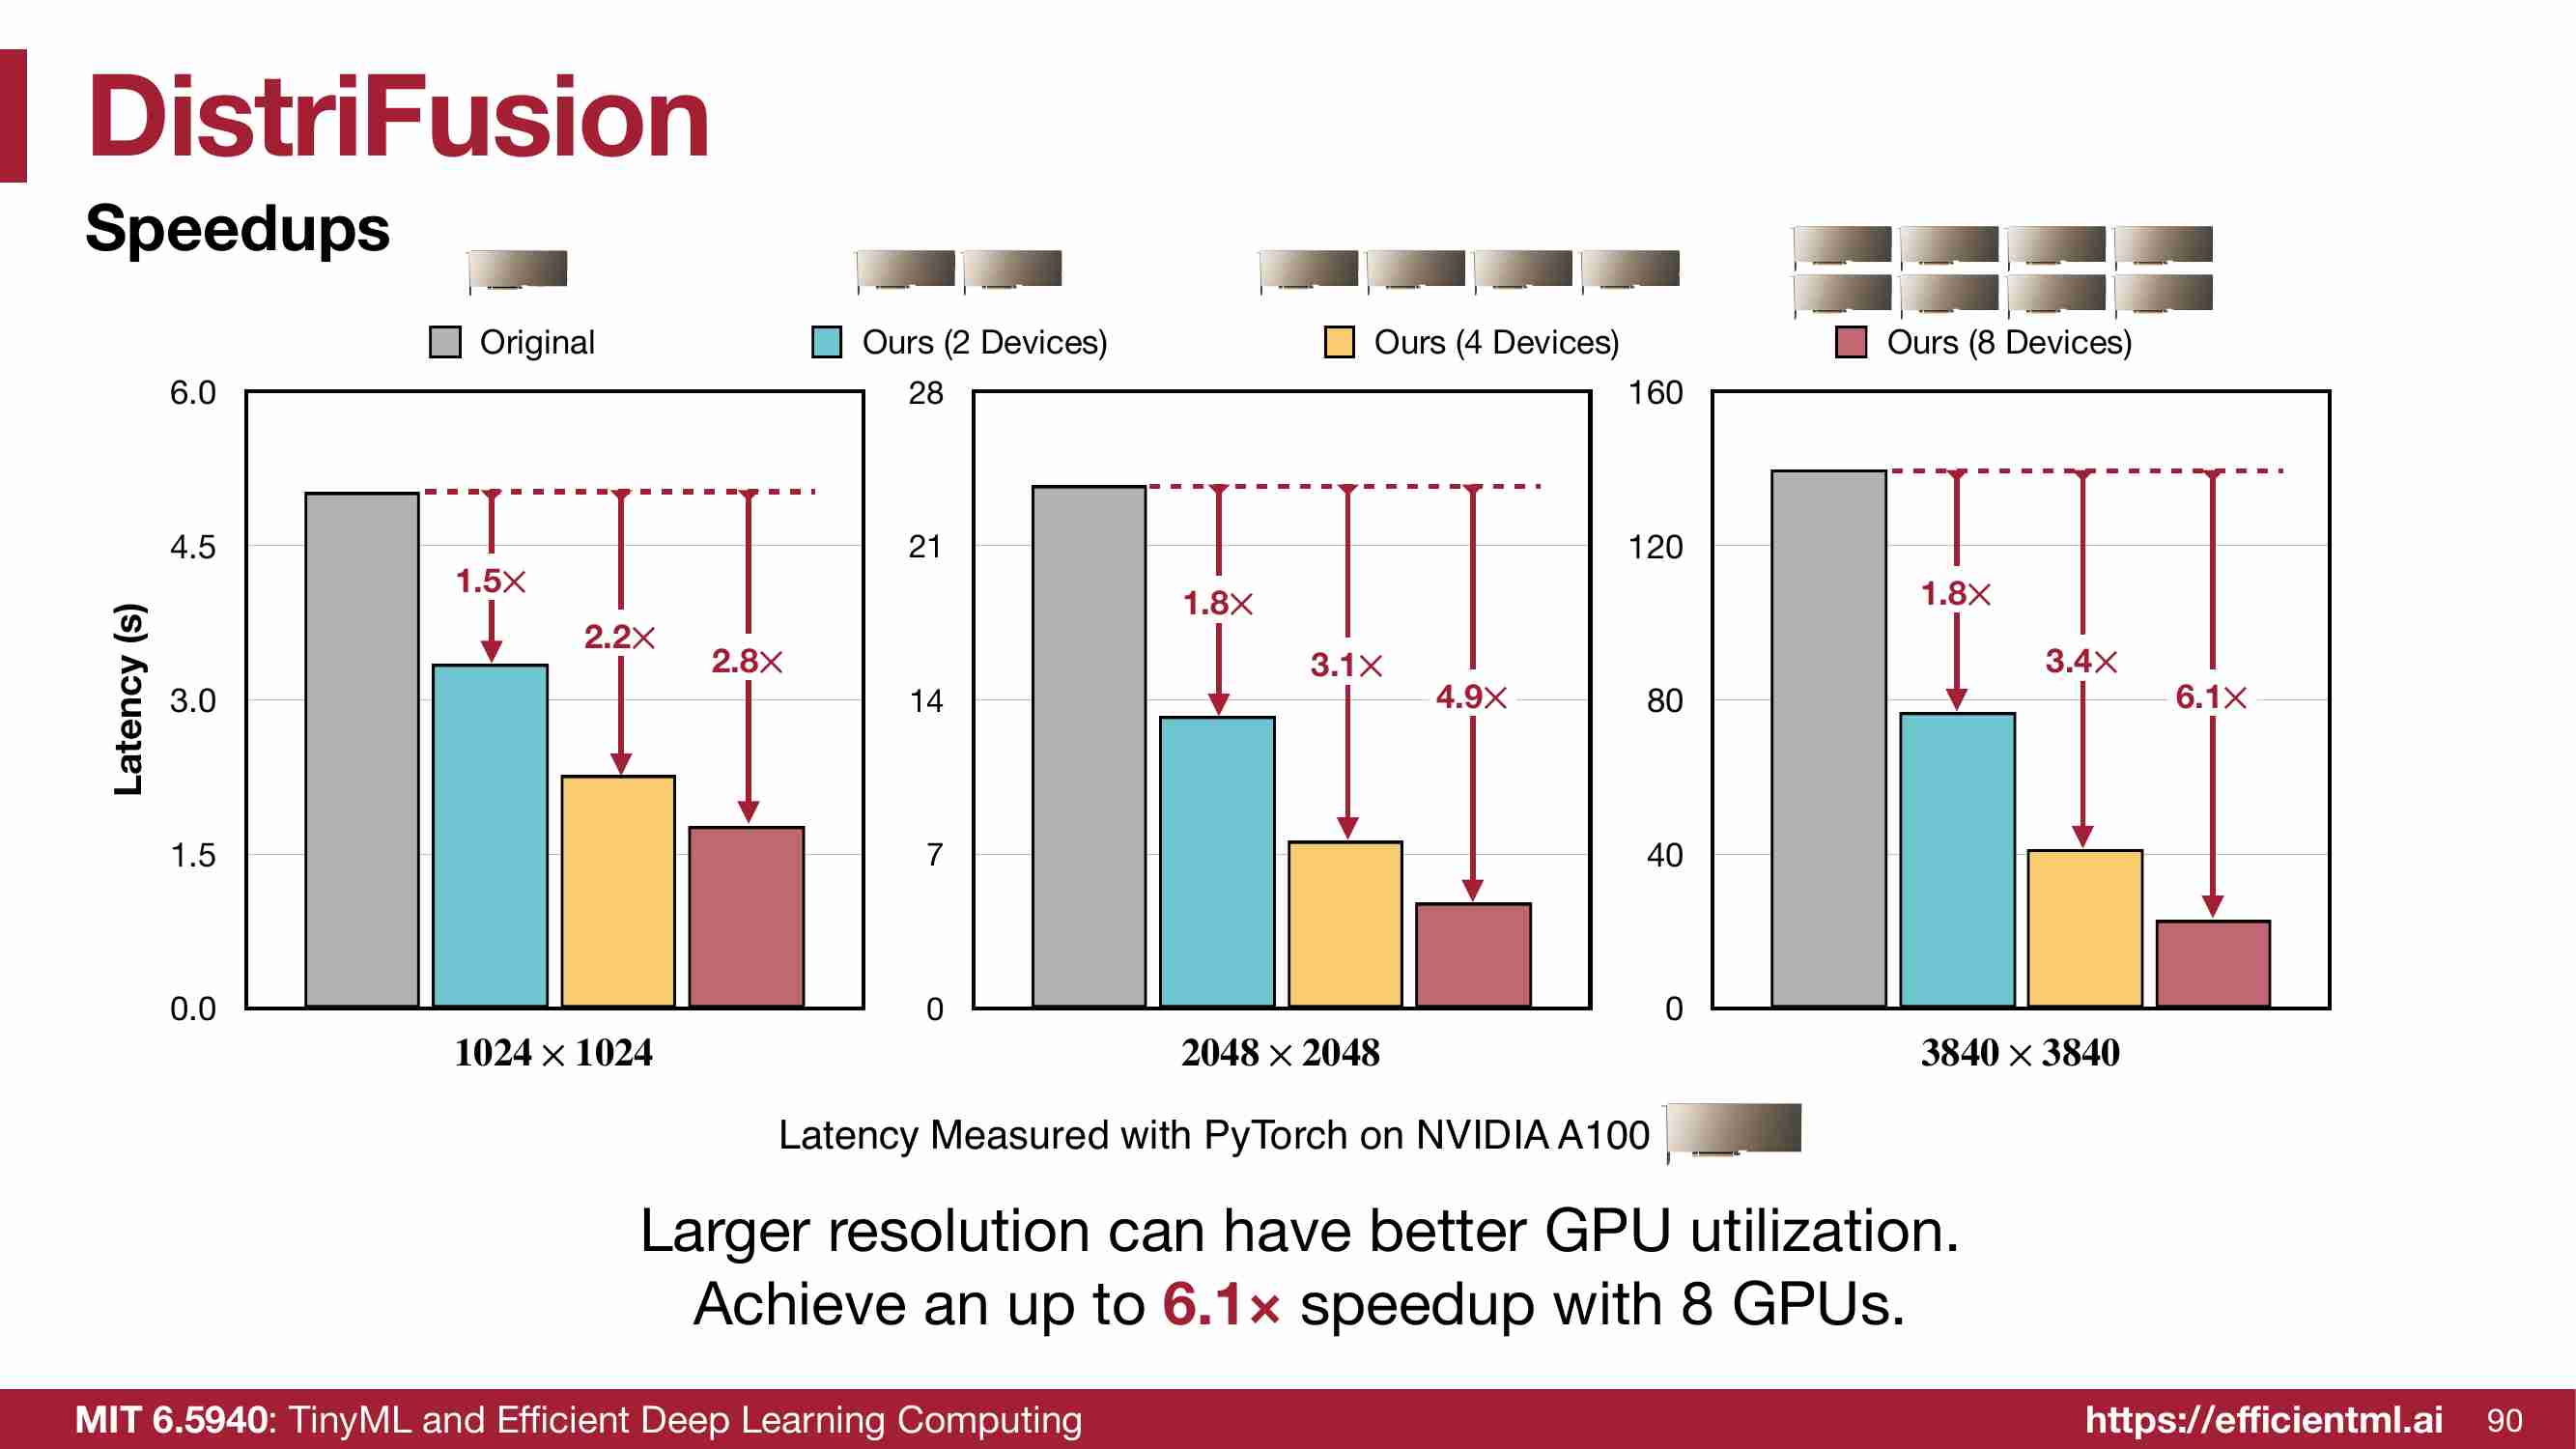 DistriFusion
Speedups
Original
Ours (2 Devices)
Ours (4 Devices)
Ours (8 Devices)
Latency (s)
6.0
4.5
3.0
1.5
0.0
1.5×
2.2×
2.8×
1024 × 1024
28
21
14
7
0
1.8×
3.1×
4.9×
2048 × 2048
160
120
80
40
0
1.8×
3.4×
6.1×
3840 × 3840
Latency Measured with PyTorch on NVIDIA A100
Larger resolution can have better GPU utilization.
Achieve an up to 6.1× speedup with 8 GPUs.
MIT 6.5940: TinyML and Efficient Deep Learning Computing
https://efficientml.ai
90